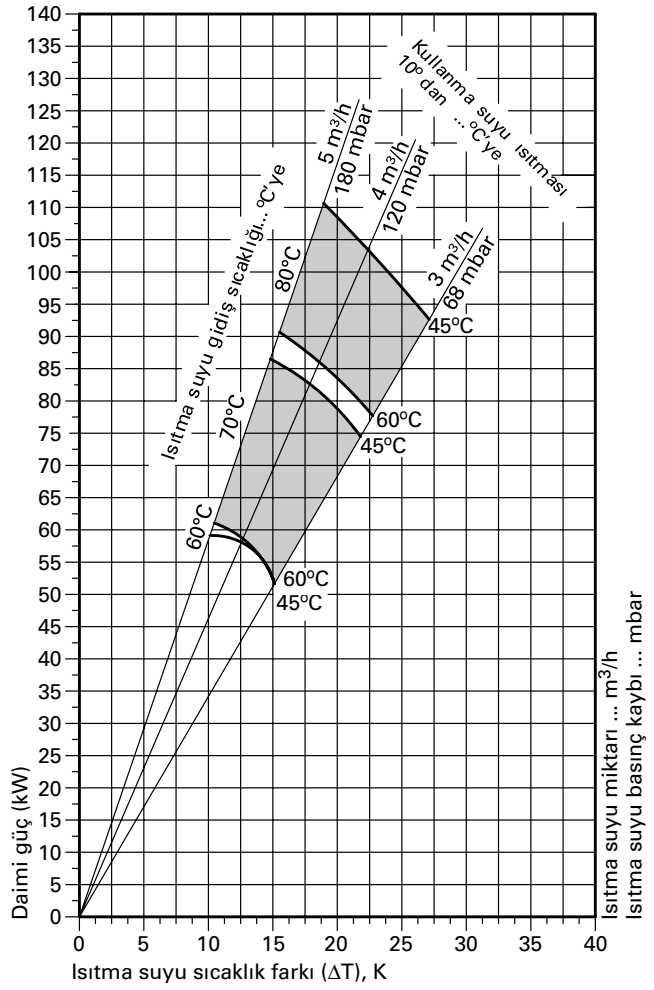 140
135
130
125
120
115
110
105
100
95
90
85
80
75
70
65
60
55
50
45
40
35
30
25
20
15
10
5
0
Daimi güç (kW)
0 5 10 15 20 25 30 35 40
Isıtma suyu sıcaklık farkı (ΔT), K
Isıtma suyu gidiş sıcaklığı... °C'ye
80°C
70°C
60°C
5 m³/h
180 mbar
4 m³/h
120 mbar
3 m³/h
68 mbar
Kullanma suyu ısıtması
10° dan ... °C'ye
45°C
60°C
45°C
60°C
45°C
Isıtma suyu miktarı ... m³/h
Isıtma suyu basınç kaybı ... mbar